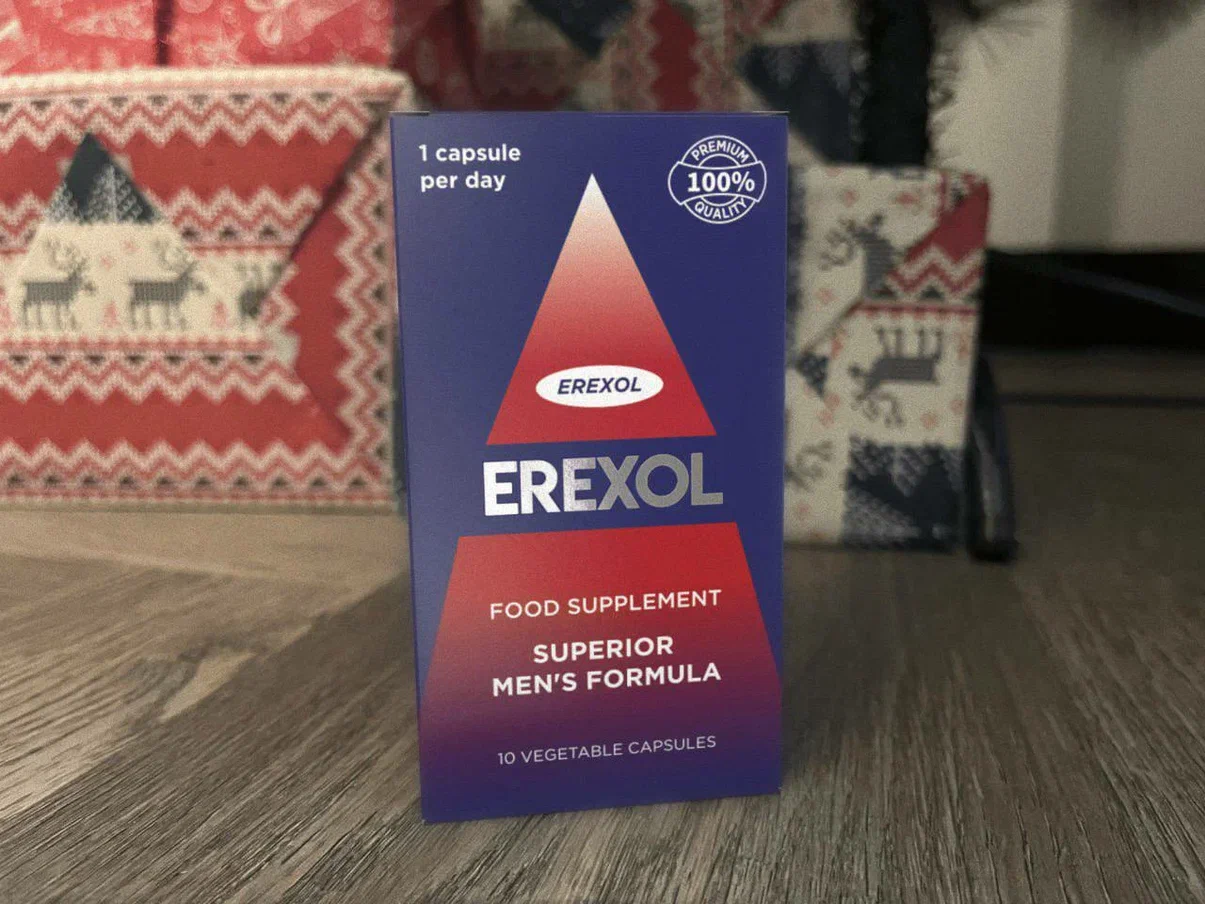 1 capsule
per day
PREMIUM
100%
QUALITY
EREXOL
EREXOL
FOOD SUPPLEMENT
SUPERIOR
MEN'S FORMULA
10 VEGETABLE CAPSULES